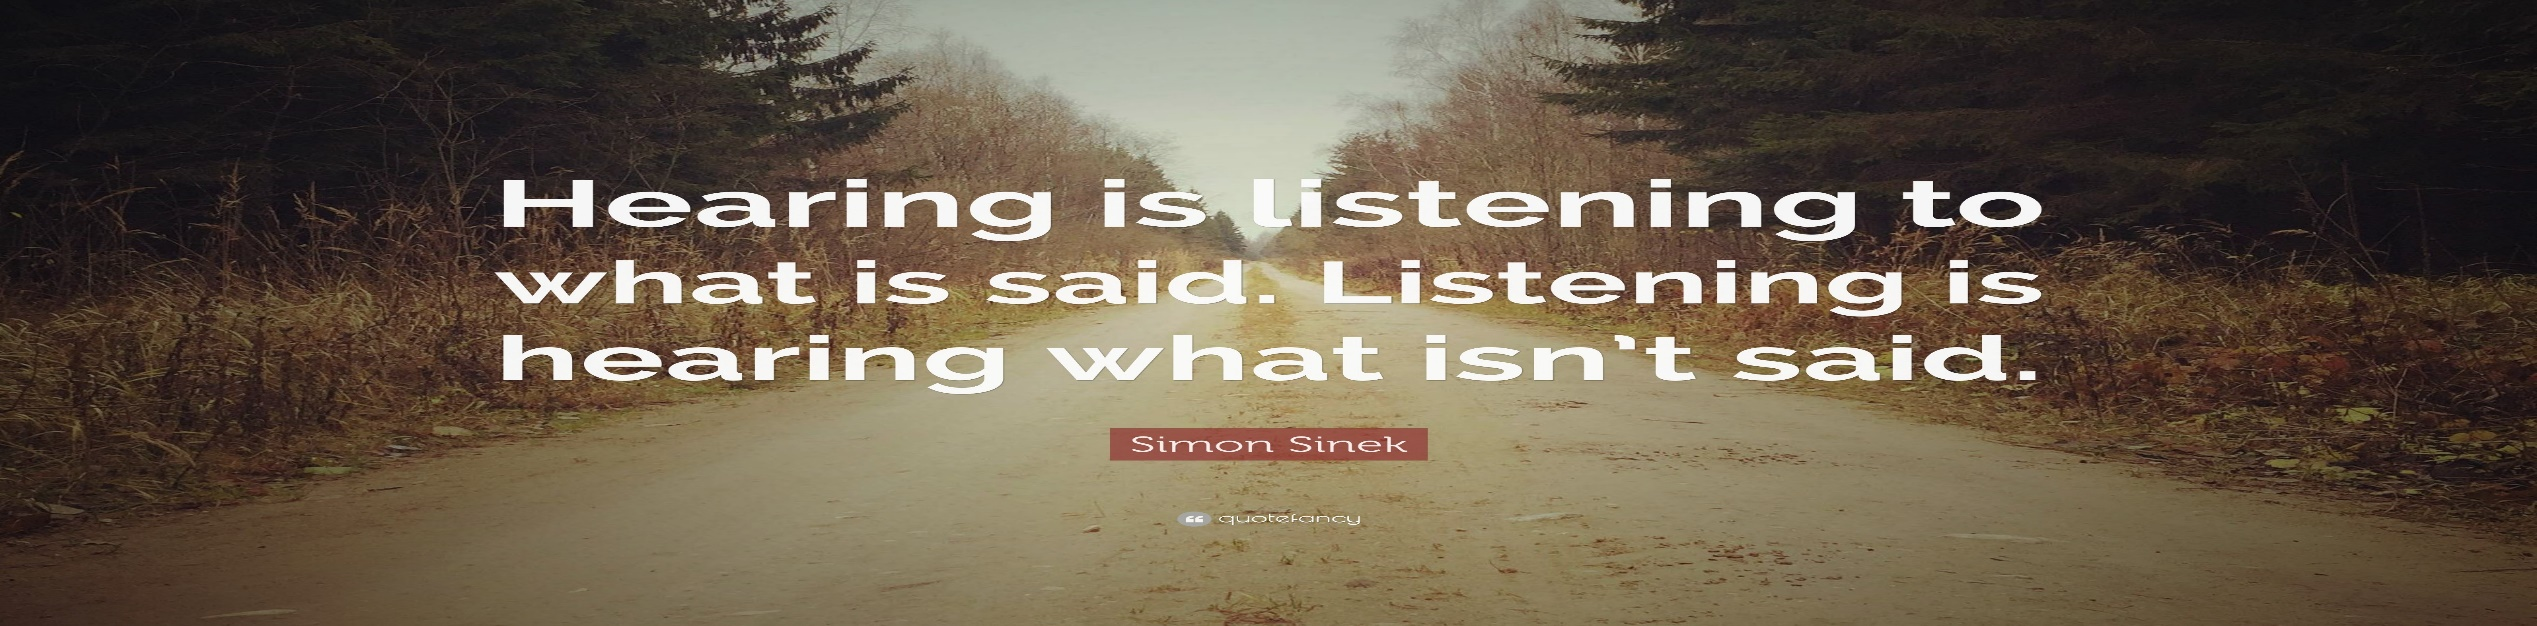 Hearing is listening to
what is said. Listening is
hearing what isn't said.
Simon Sinek
quotefancy